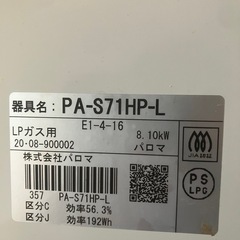 器具名：PA-S71HP-L
E1-4-16
LPガス用 8.10kW
20・08-900002 パロマ
株式会社パロマ
JIA 2022
PS
LPG
357 PA-S71HP-L
区分C 効率56.3%
区分J 効率192Wh